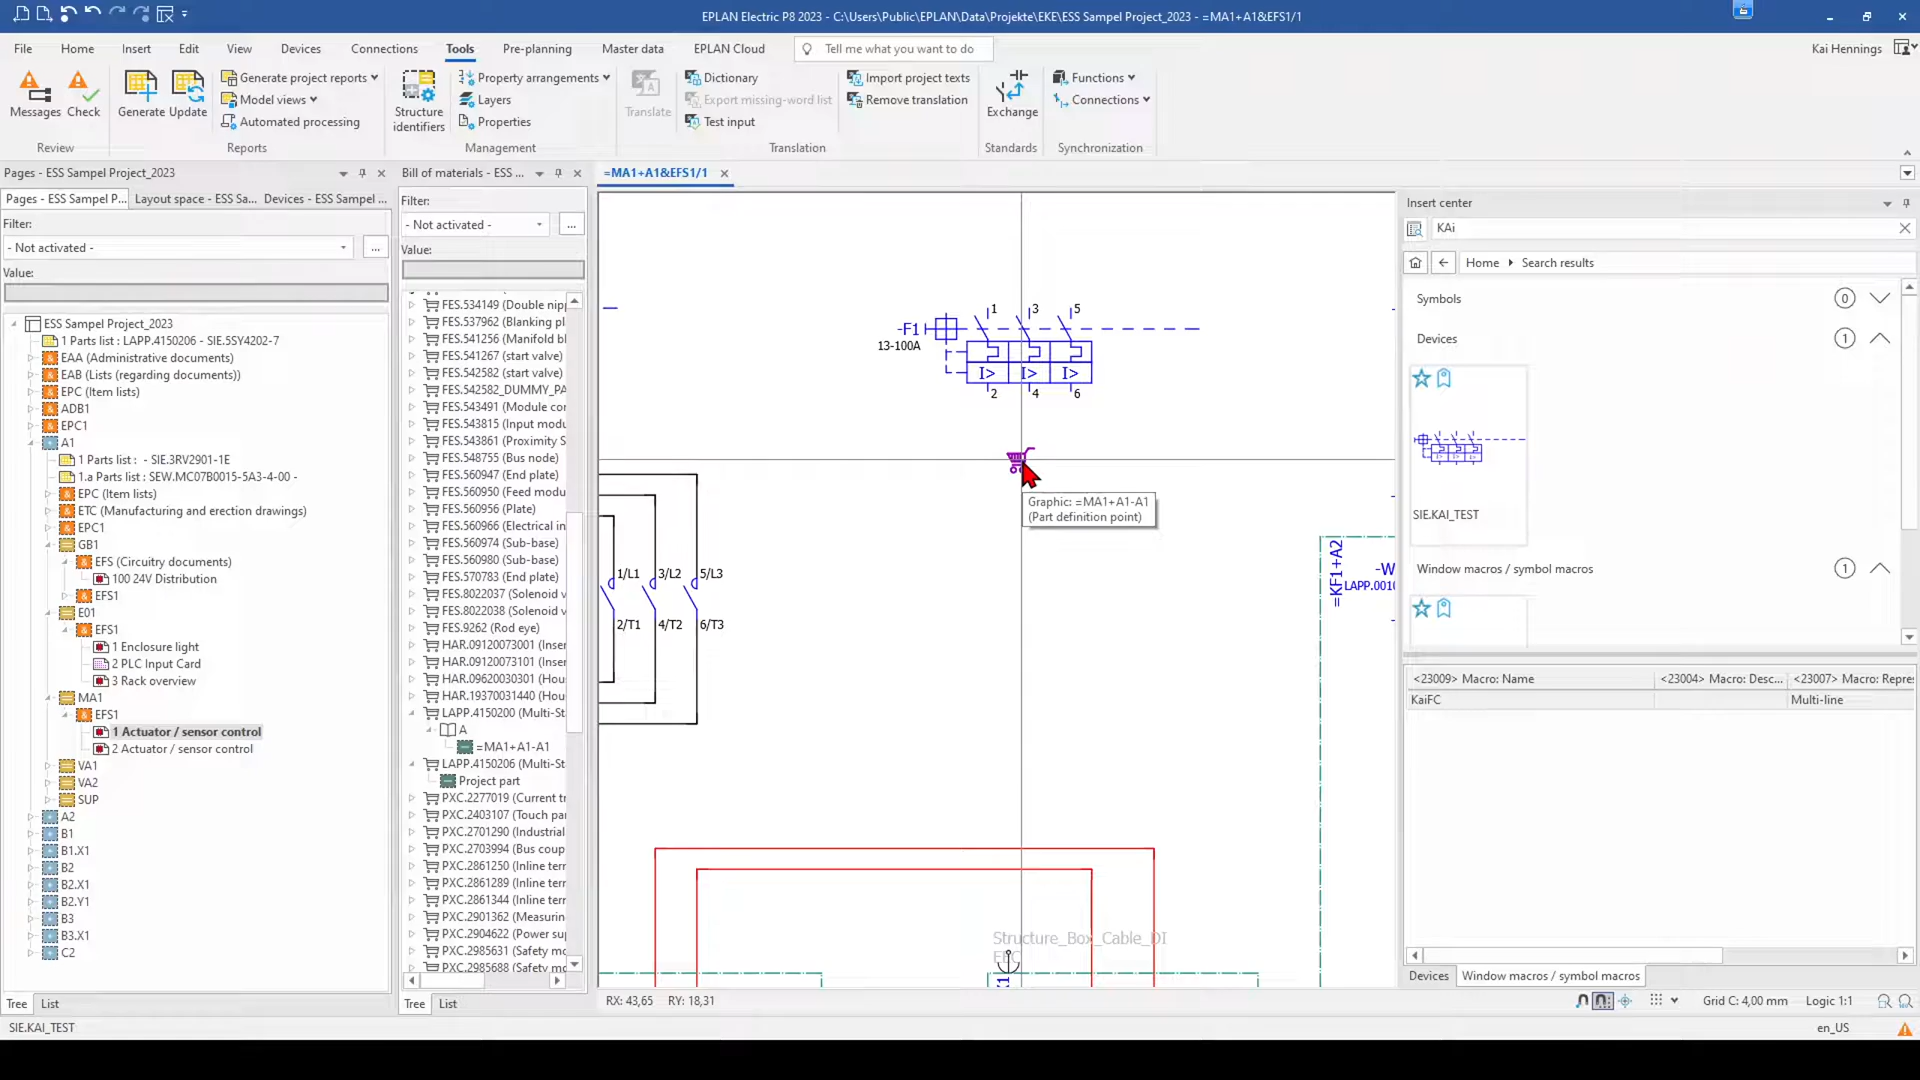 EPLAN Electric P8 2023 - C:\Users\Public\EPLAN\Data\Projekte\EKE\ESS Sampel Project_2023 - =MA1+A1&EFS1/1
File Home Insert Edit View Devices Connections Tools Pre-planning Master data EPLAN Cloud Tell me what you want to do Kai Hennings
Messages Check
Review
Generate Update
Generate project reports
Model views
Automated processing
Reports
Structure identifiers
Property arrangements
Layers
Properties
Management
Translate
Dictionary
Export missing-word list
Test input
Import project texts
Remove translation
Translation
Exchange
Standards
Functions
Connections
Synchronization
Pages - ESS Sampel Project_2023
Pages - ESS Sampel P... Layout space - ESS Sa... Devices - ESS Sampel ...
Filter:
- Not activated -
...
Value:
ESS Sampel Project_2023
1 Parts list : LAPP.4150206 - SIE.5SY4202-7
EAA (Administrative documents)
EAB (Lists (regarding documents))
EPC (Item lists)
ADB1
EPC1
A1
1 Parts list : - SIE.3RV2901-1E
1.a Parts list : SEW.MC07B0015-5A3-4-00 -
EPC (Item lists)
ETC (Manufacturing and erection drawings)
EPC1
GB1
EFS (Circuitry documents)
100 24V Distribution
EFS1
E01
EFS1
1 Enclosure light
2 PLC Input Card
3 Rack overview
MA1
EFS1
1 Actuator / sensor control
2 Actuator / sensor control
VA1
VA2
SUP
A2
B1
B1.X1
B2
B2.X1
B2.Y1
B3
B3.X1
C2
Tree List
SIE.KAI_TEST
Bill of materials - ESS ...
Filter:
- Not activated -
...
Value:
FES.534149 (Double nipp
FES.537962 (Blanking pl
FES.541256 (Manifold bl
FES.541267 (start valve)
FES.542582 (start valve)
FES.542582_DUMMY_PA
FES.543491 (Module cor
FES.543815 (Input modu
FES.543861 (Proximity S
FES.548755 (Bus node)
FES.560947 (End plate)
FES.560950 (Feed modu
FES.560956 (Plate)
FES.560966 (Electrical in
FES.560974 (Sub-base)
FES.560980 (Sub-base)
FES.570783 (End plate)
FES.8022037 (Solenoid v
FES.8022038 (Solenoid v
FES.9262 (Rod eye)
HAR.09120073001 (Inser
HAR.09120073101 (Inser
HAR.09620030301 (Hou
HAR.19370031440 (Hou
LAPP.4150200 (Multi-St
A
=MA1+A1-A1
LAPP.4150206 (Multi-St
Project part
PXC.2277019 (Current tr
PXC.2403107 (Touch pa
PXC.2701290 (Industrial
PXC.2703994 (Bus coup
PXC.2861250 (Inline terr
PXC.2861289 (Inline terr
PXC.2861344 (Inline terr
PXC.2901362 (Measurin
PXC.2904622 (Power su
PXC.2985631 (Safety mo
PXC.2985688 (Safety mo
Tree List
=MA1+A1&EFS1/1
-F1
13-100A
1 3 5
I> I> I>
2 4 6
Graphic: =MA1+A1-A1
(Part definition point)
1/L1 3/L2 5/L3
2/T1 4/T2 6/T3
=KF1+A2
-W
LAPP.0010
Structure_Box_Cable_DI
RX: 43,65 RY: 18,31
Grid C: 4,00 mm Logic 1:1
en_US
Insert center
KAi
Home Search results
Symbols 0
Devices 1
SIE.KAI_TEST
Window macros / symbol macros 1
<23009> Macro: Name <23004> Macro: Desc... <23007> Macro: Repre
KaiFC Multi-line
Devices Window macros / symbol macros